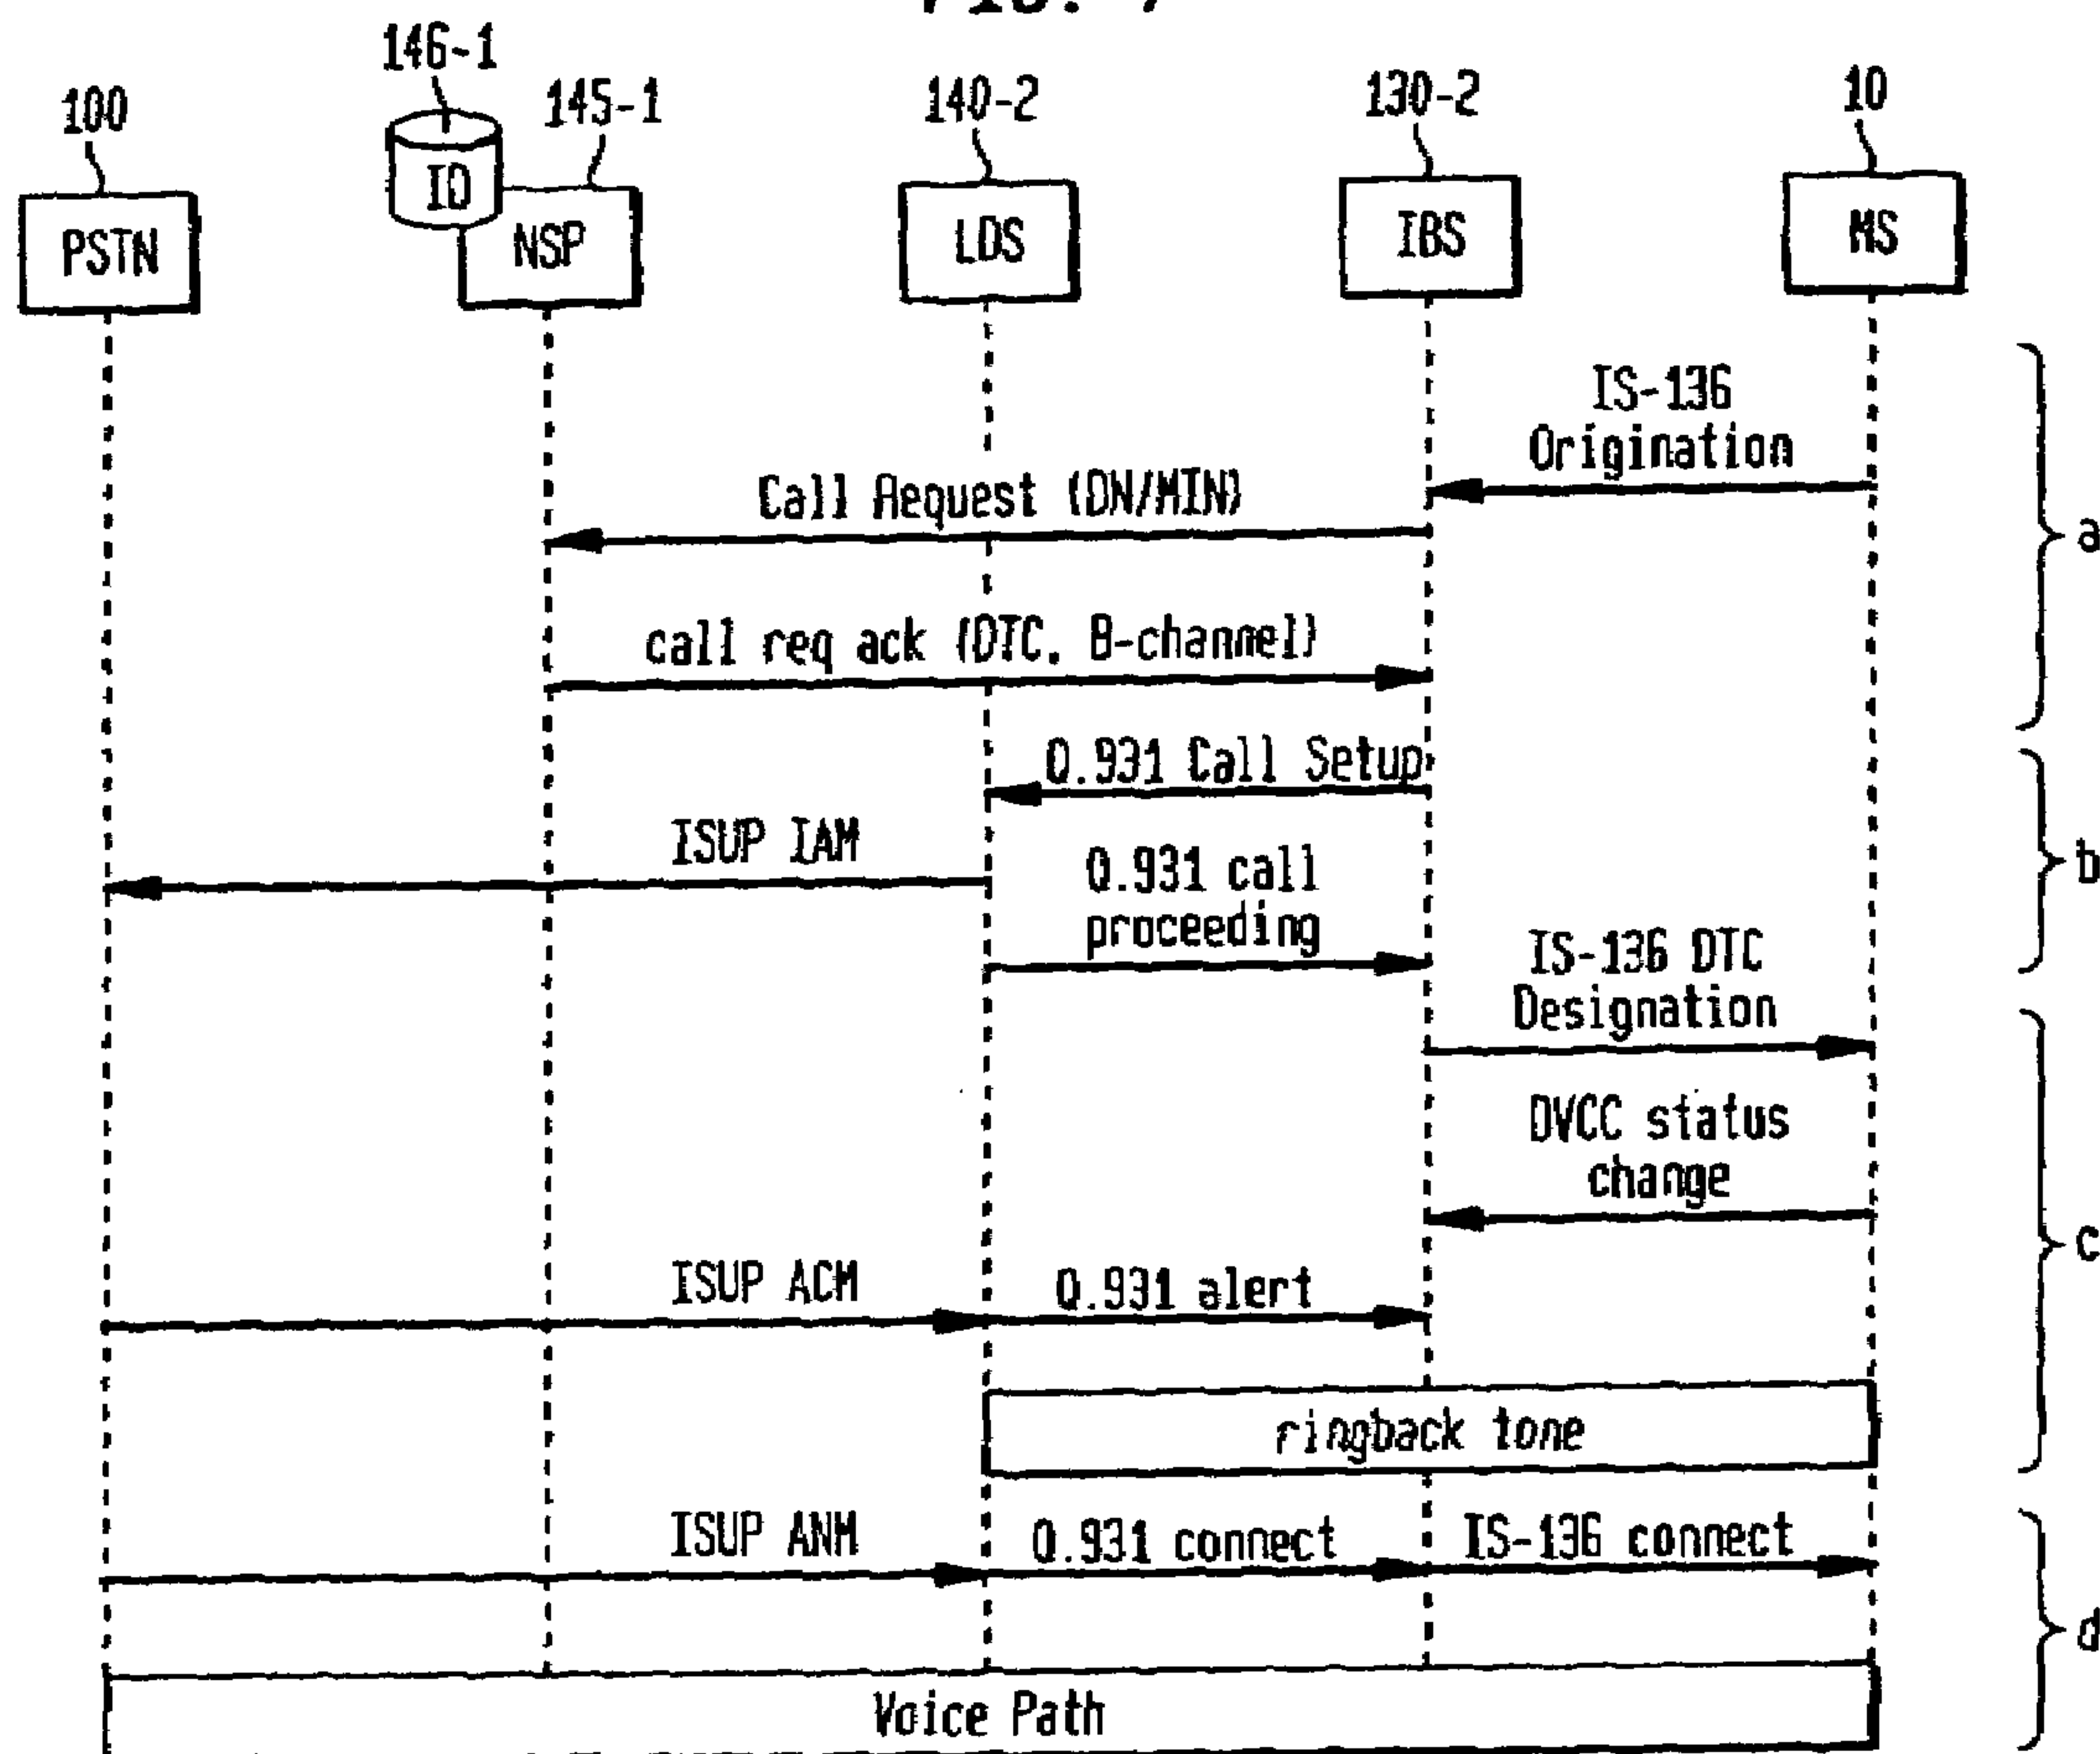 146-1
100
145-1
140-2
130-2
10
ID
PSTN
NSP
LDS
IBS
MS
IS-136
Origination
Call Request (DN/MIN)
a
call req ack (DTC, B-channel)
Q.931 Call Setup
ISUP IAM
Q.931 call
proceeding
b
IS-136 DTC
Designation
DVCC status
change
c
ISUP ACM
Q.931 alert
ringback tone
ISUP ANM
Q.931 connect
IS-136 connect
d
Voice Path